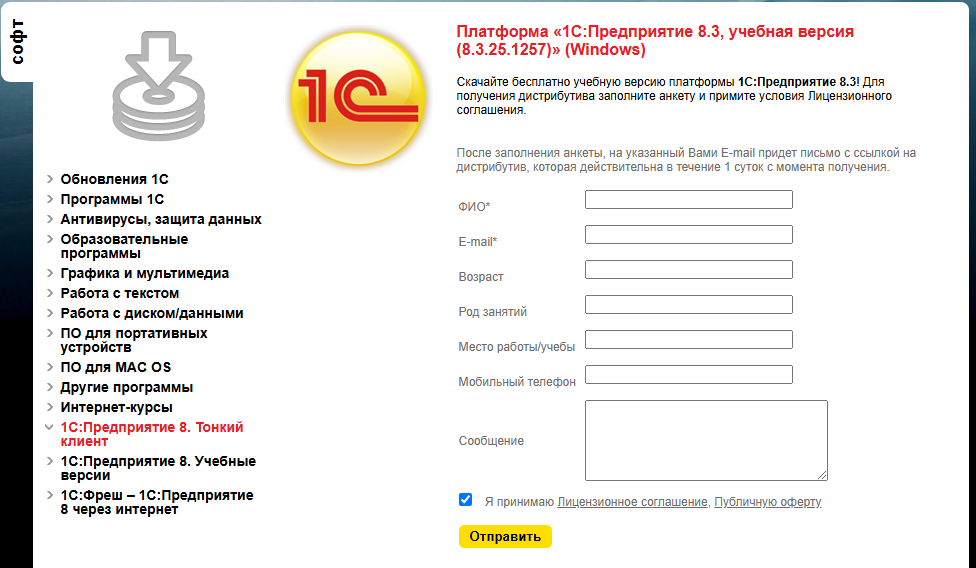 софт
1С
Обновления 1С
Программы 1С
Антивирусы, защита данных
Образовательные
программы
Графика и мультимедиа
Работа с текстом
Работа с диском/данными
ПО для портативных
устройств
ПО для MAC OS
Другие программы
Интернет-курсы
1С:Предприятие 8. Тонкий
клиент
1С:Предприятие 8. Учебные
версии
1С:Фреш – 1С:Предприятие
8 через интернет
Платформа «1С:Предприятие 8.3, учебная версия
(8.3.25.1257)» (Windows)
Скачайте бесплатно учебную версию платформы 1С:Предприятие 8.3! Для
получения дистрибутива заполните анкету и примите условия Лицензионного
соглашения.
После заполнения анкеты, на указанный Вами E-mail придет письмо с ссылкой на
дистрибутив, которая действительна в течение 1 суток с момента получения.
ФИО*
E-mail*
Возраст
Род занятий
Место работы/учебы
Мобильный телефон
Сообщение
Я принимаю Лицензионное соглашение, Публичную оферту
Отправить